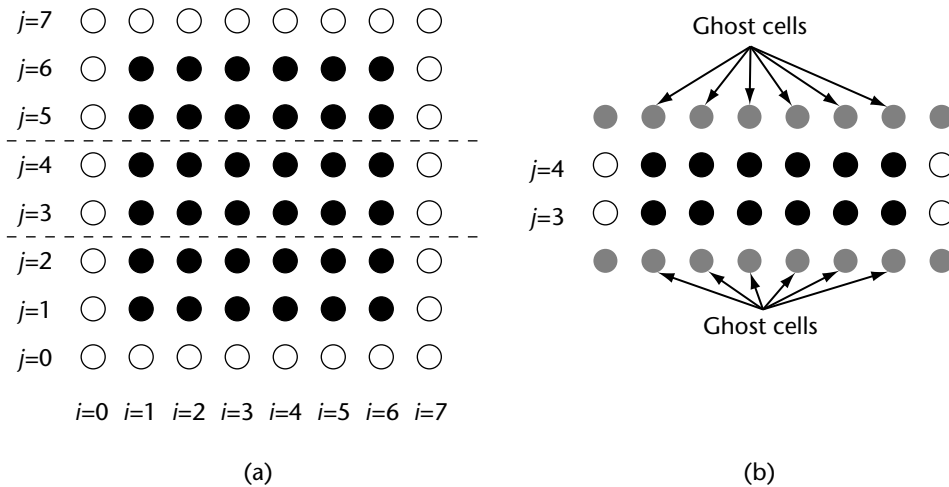 j=7
j=6
j=5
j=4
j=3
j=2
j=1
j=0
i=0 i=1 i=2 i=3 i=4 i=5 i=6 i=7
(a)
Ghost cells
j=4
j=3
Ghost cells
(b)